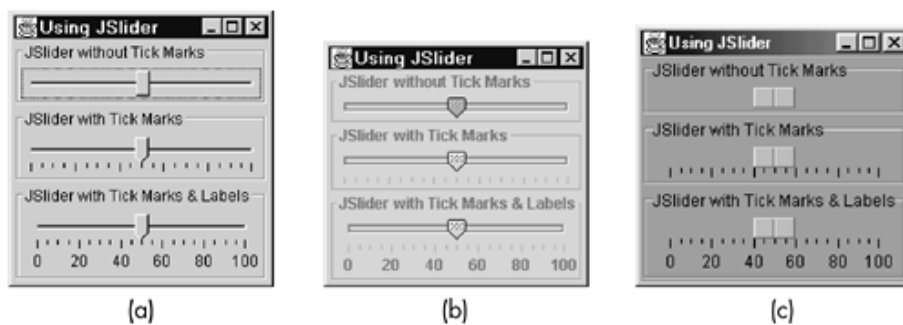 Using JSlider
JSlider without Tick Marks
JSlider with Tick Marks
JSlider with Tick Marks & Labels
0 20 40 60 80 100
(a)
Using JSlider
JSlider without Tick Marks
JSlider with Tick Marks
JSlider with Tick Marks & Labels
0 20 40 60 80 100
(b)
Using JSlider
JSlider without Tick Marks
JSlider with Tick Marks
JSlider with Tick Marks & Labels
0 20 40 60 80 100
(c)